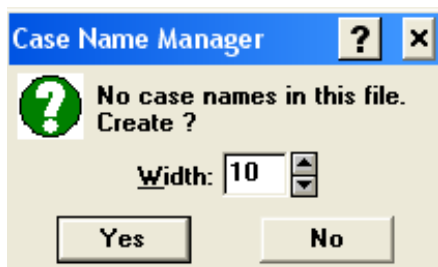 Case Name Manager ? ×
No case names in this file.
Create ?
Width: 10
Yes No